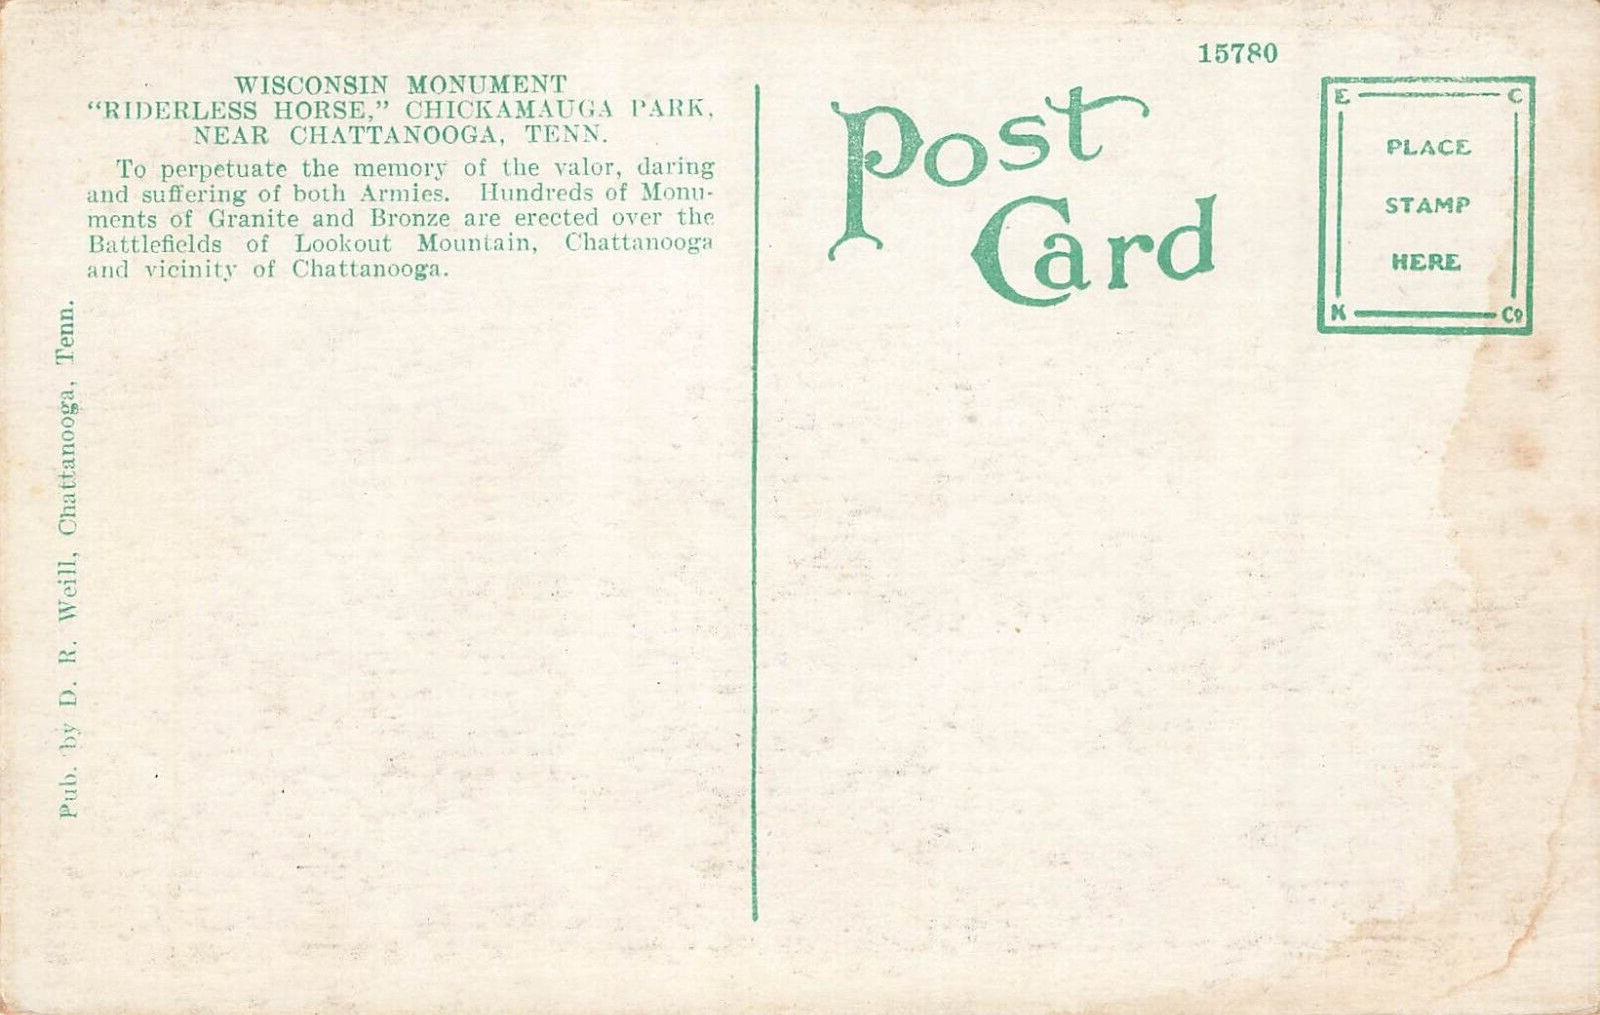 WISCONSIN MONUMENT
“RIDERLESS HORSE,” CHICKAMAUGA PARK,
NEAR CHATTANOOGA, TENN.
To perpetuate the memory of the valor, daring
and suffering of both Armies. Hundreds of Monu-
ments of Granite and Bronze are erected over the
Battlefields of Lookout Mountain, Chattanooga
and vicinity of Chattanooga.
Pub. by D. R. Weill, Chattanooga, Tenn.
Post
Card
15780
E C
PLACE
STAMP
HERE
K Co